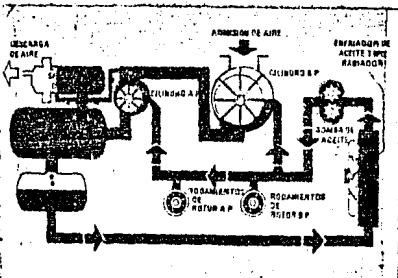 DESCARGA
DE AIRE
ADMISION DE AIRE
ENFRIADOR DE
ACEITE TIPO
RADIADOR
CILINDRO A P
CILINDRO B P
BOMBA DE
ACEITE
RODAMIENTOS
DE
ROTOR A P
RODAMIENTOS
DE
ROTOR B P